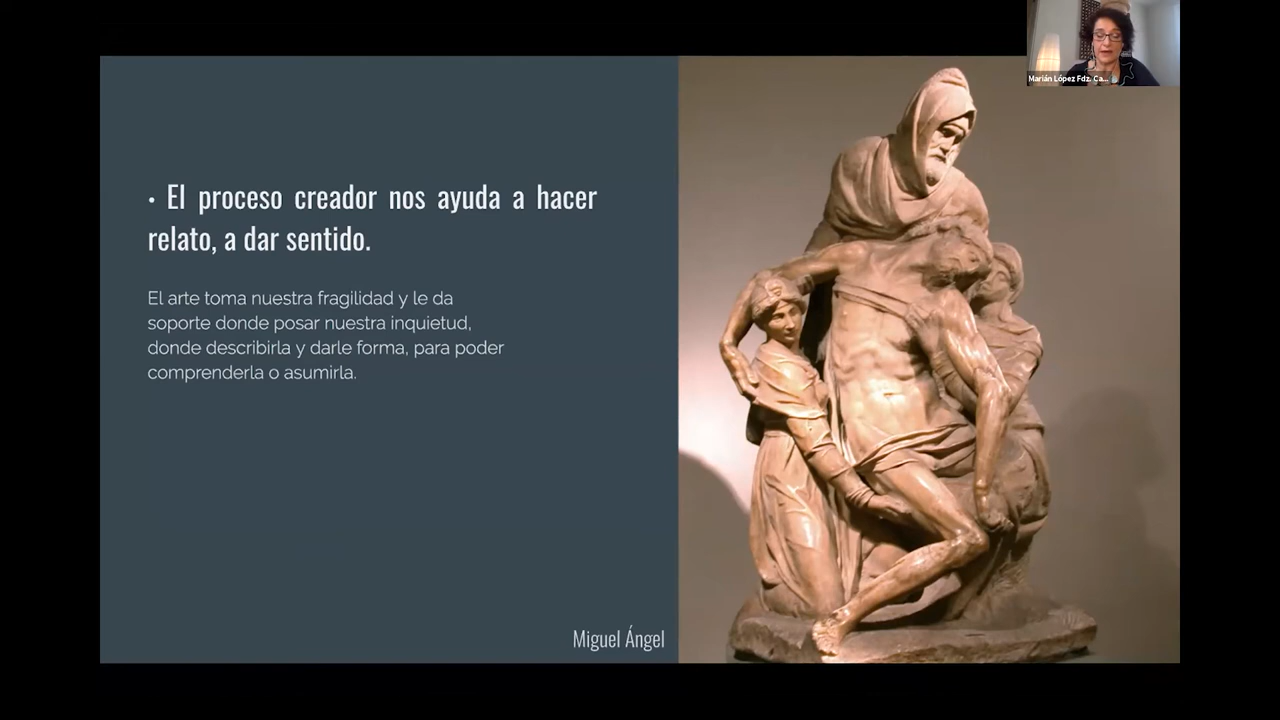 Marián López Fdz. Ca...
• El proceso creador nos ayuda a hacer
relato, a dar sentido.
El arte toma nuestra fragilidad y le da
soporte donde posar nuestra inquietud,
donde describirla y darle forma, para poder
comprenderla o asumirla.
Miguel Ángel